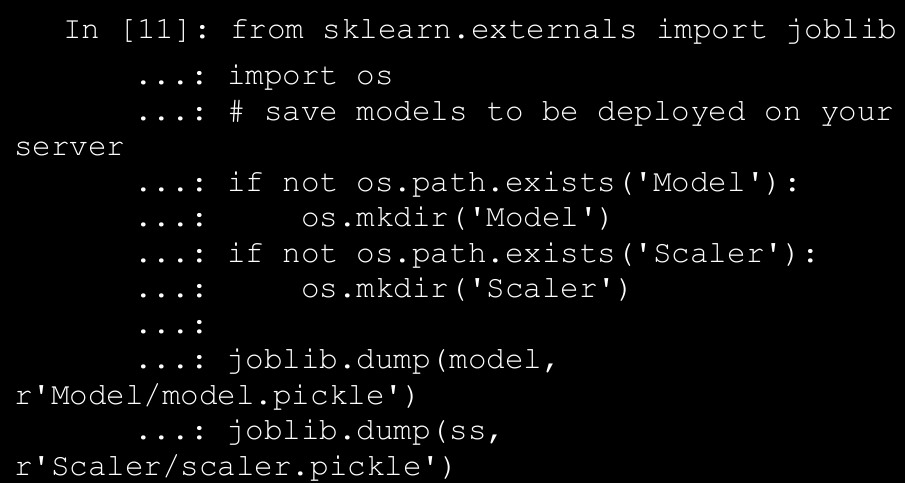 In [11]: from sklearn.externals import joblib
...: import os
...: # save models to be deployed on your
server
...: if not os.path.exists('Model'):
...:     os.mkdir('Model')
...: if not os.path.exists('Scaler'):
...:     os.mkdir('Scaler')
...:
...: joblib.dump(model,
r'Model/model.pickle')
...: joblib.dump(ss,
r'Scaler/scaler.pickle')